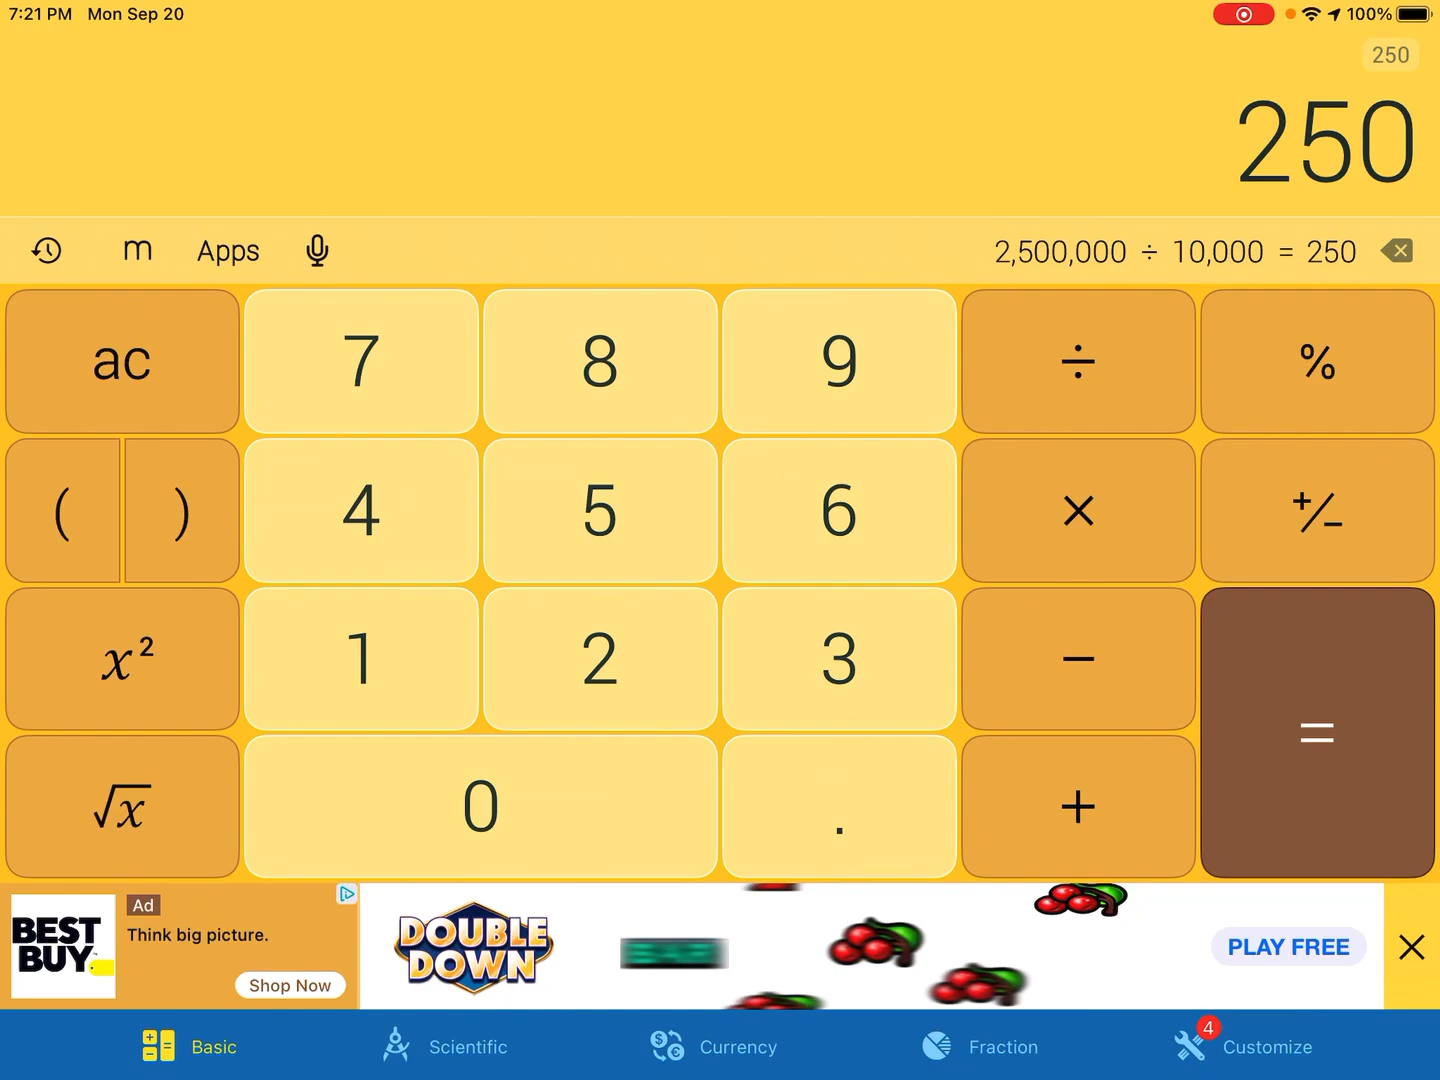 7:21 PM Mon Sep 20
100%
250
250
m Apps
2,500,000 ÷ 10,000 = 250
ac 7 8 9 ÷ %
( ) 4 5 6 × +/−
x² 1 2 3 − =
√x 0 . +
BEST BUY
Ad
Think big picture.
Shop Now
DOUBLE DOWN
PLAY FREE
Basic Scientific Currency Fraction 4 Customize